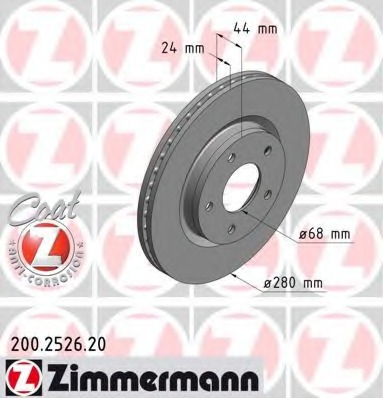 44 mm
24 mm
Coat
Z
ANTI-CORROSION
ø68 mm
ø280 mm
200.2526.20
Z Zimmermann